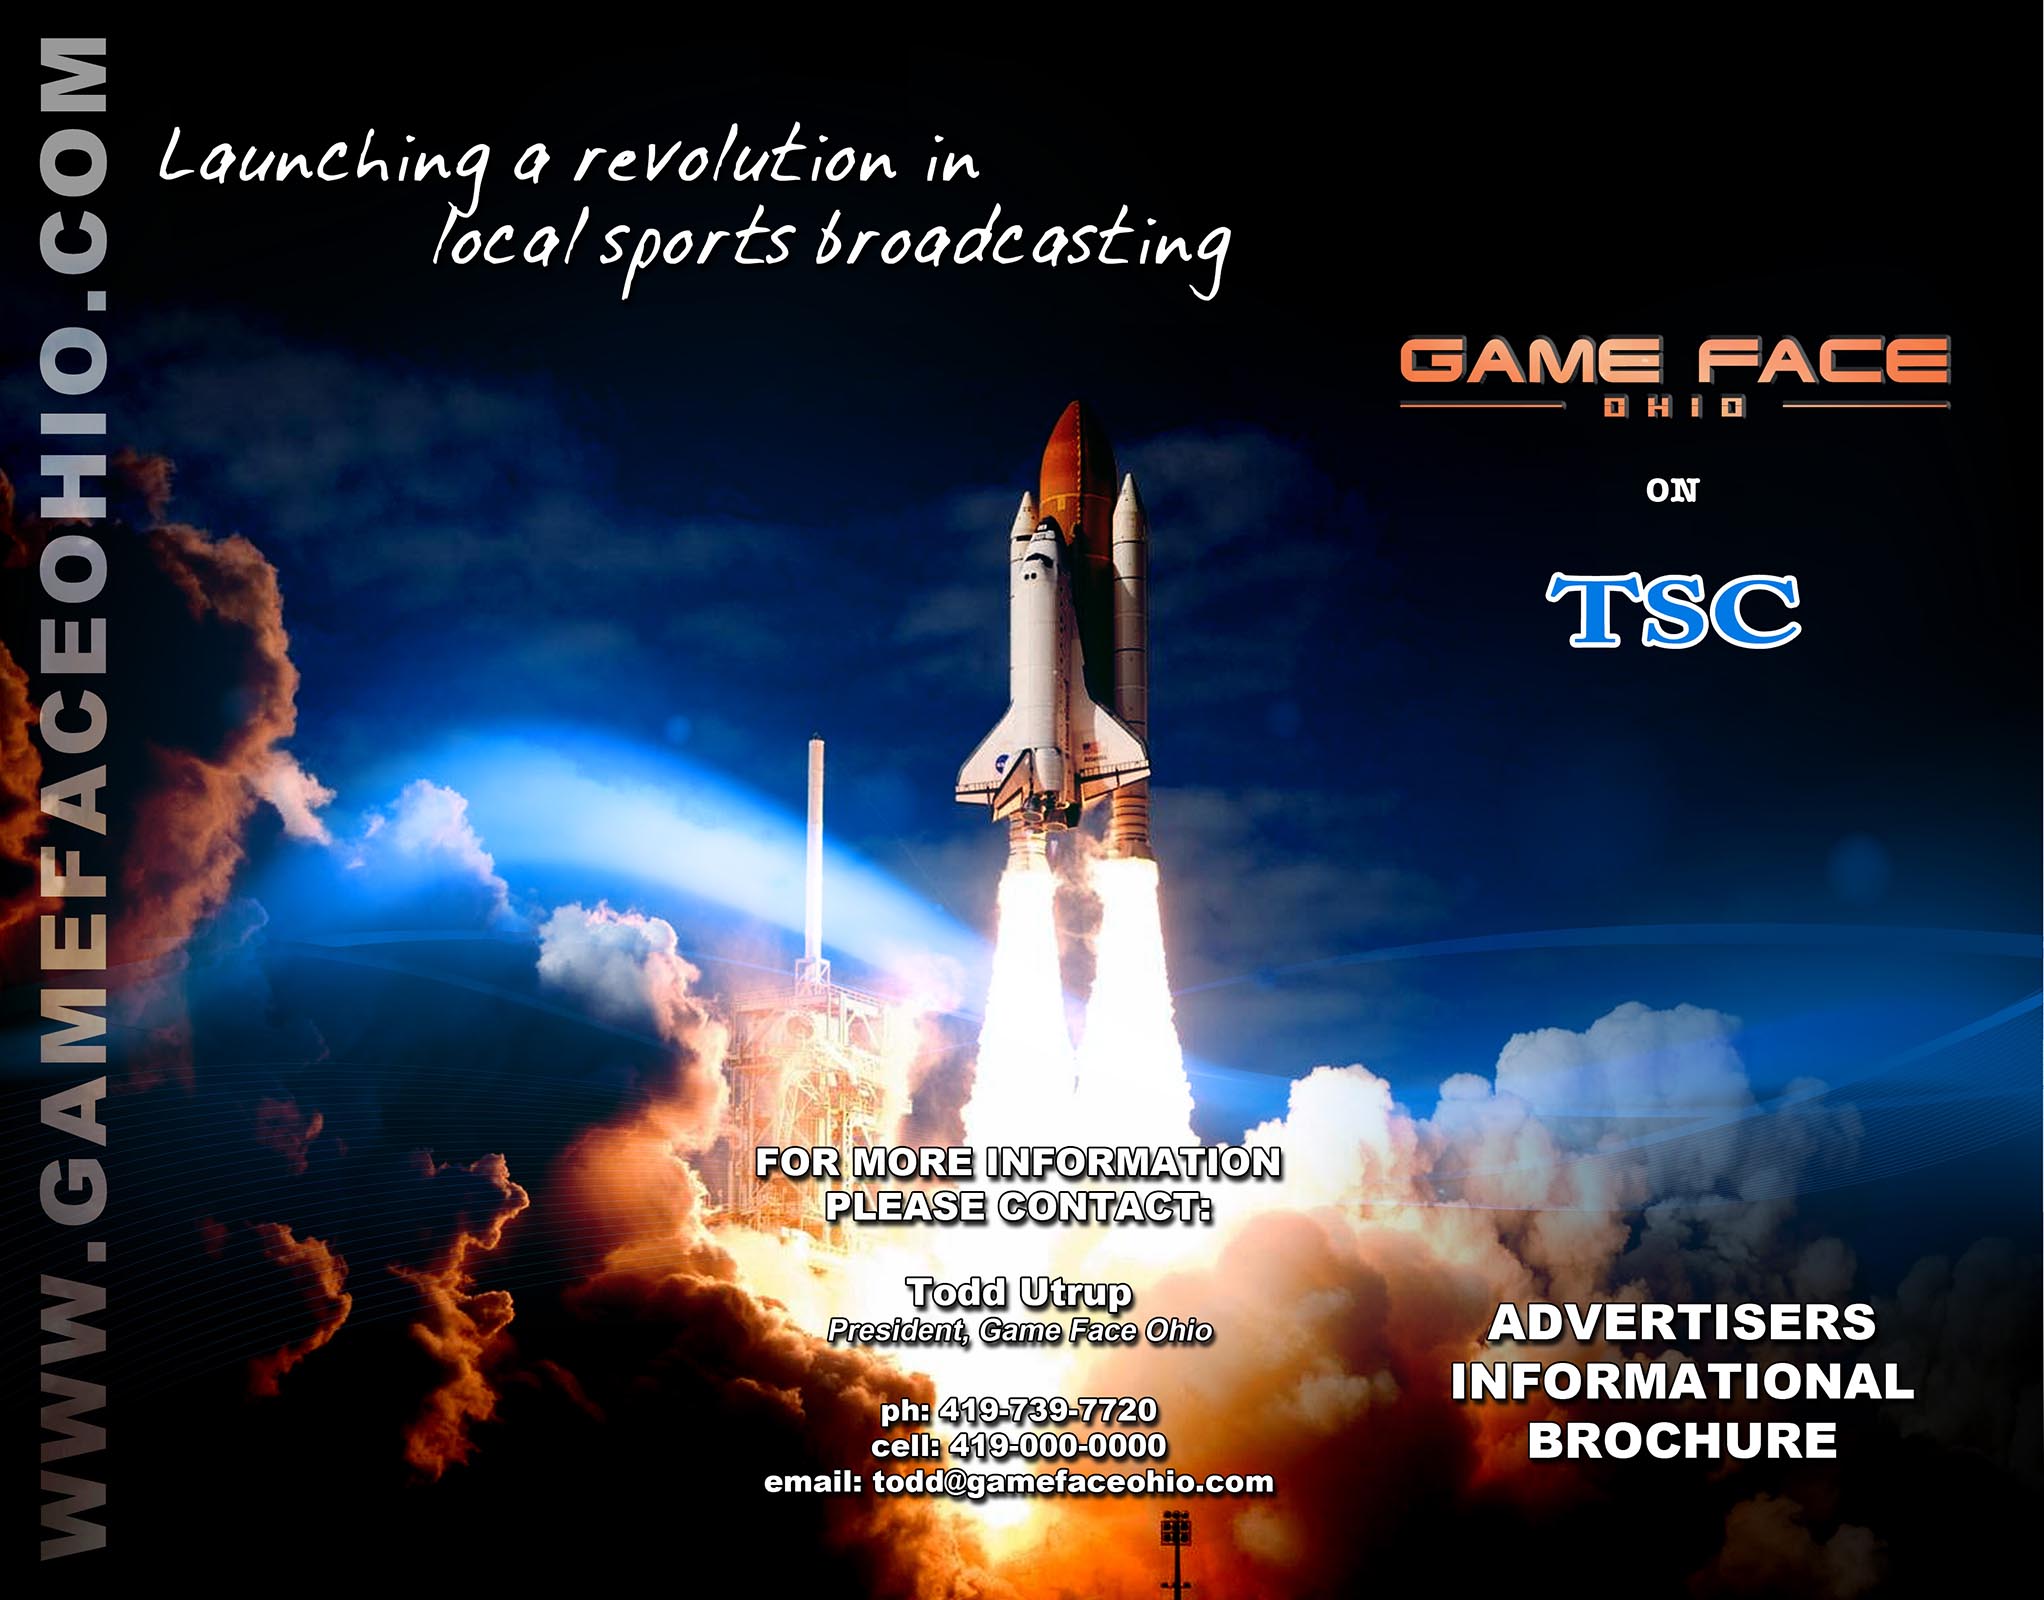 WWW.GAMEFACEOHIO.COM
Launching a revolution in
local sports broadcasting
GAME FACE
OHIO
ON
TSC
FOR MORE INFORMATION
PLEASE CONTACT:
Todd Utrup
President, Game Face Ohio
ph: 419-739-7720
cell: 419-000-0000
email: todd@gamefaceohio.com
ADVERTISERS
INFORMATIONAL
BROCHURE